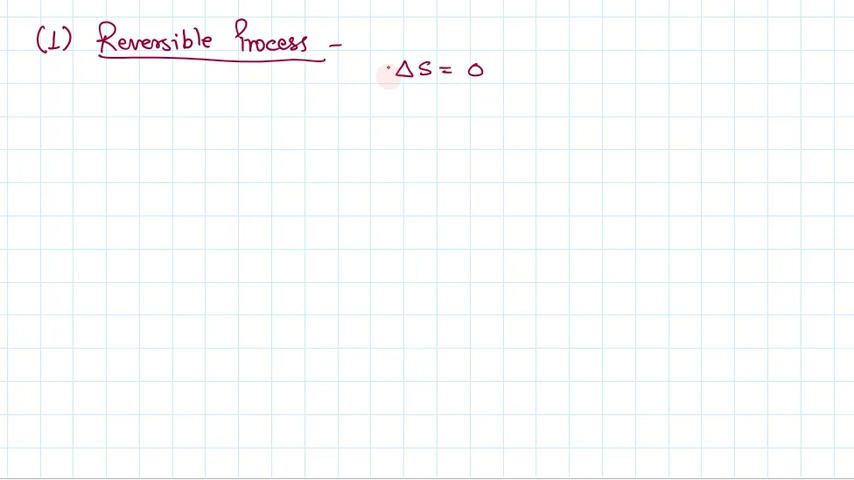 (1) Reversible Process -
ΔS = 0